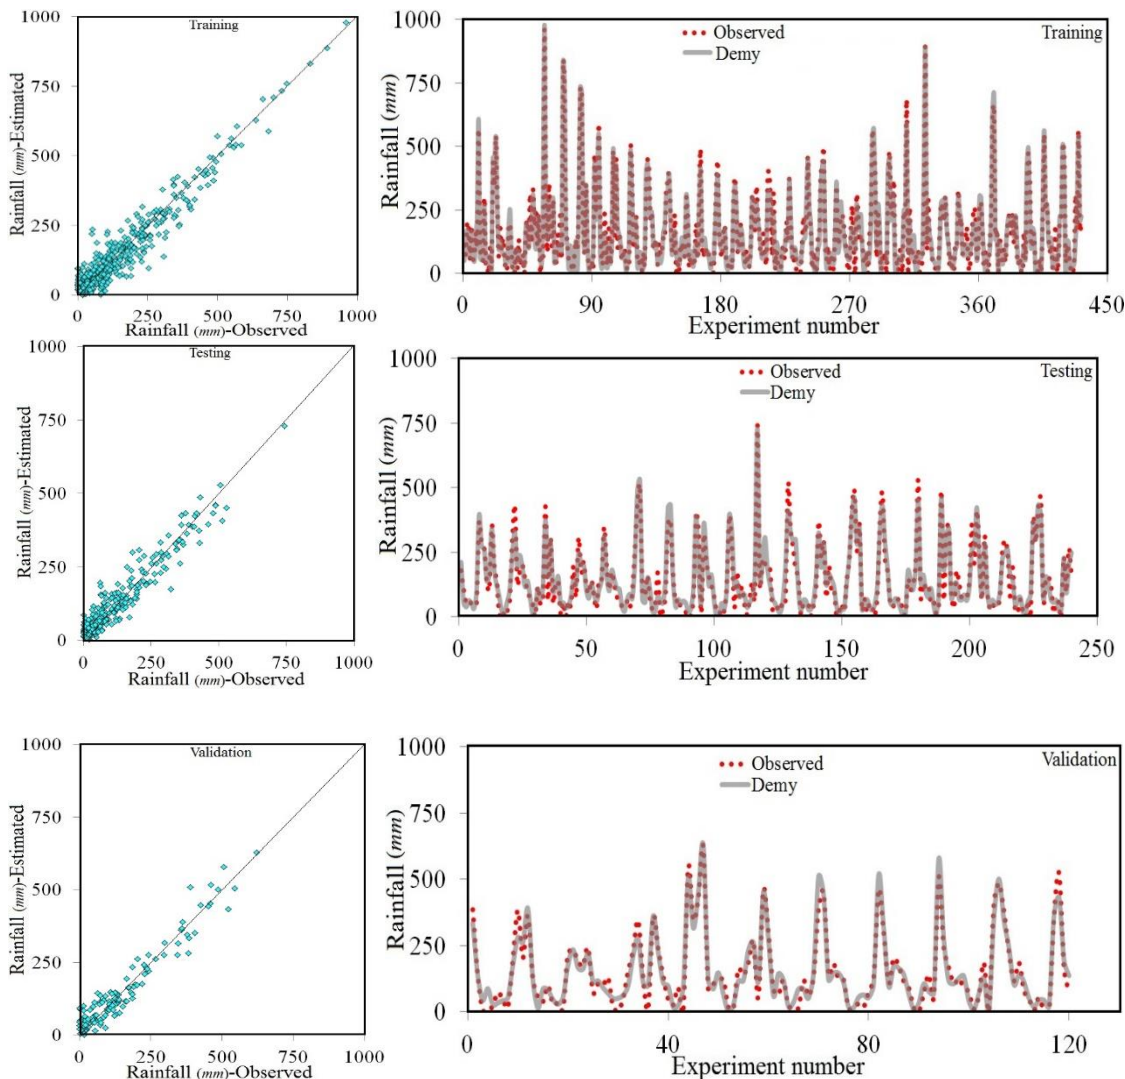 Training
Rainfall (mm)-Estimated
1000
750
500
250
0
0 250 500 750 1000
Rainfall (mm)-Observed
Observed
Demy
Training
Rainfall (mm)
1000
750
500
250
0
0 90 180 270 360 450
Experiment number
Testing
Rainfall (mm)-Estimated
1000
750
500
250
0
0 250 500 750 1000
Rainfall (mm)-Observed
Observed
Demy
Testing
Rainfall (mm)
1000
750
500
250
0
0 50 100 150 200 250
Experiment number
Validation
Rainfall (mm)-Estimated
1000
750
500
250
0
0 250 500 750 1000
Rainfall (mm)-Observed
Observed
Demy
Validation
Rainfall (mm)
1000
750
500
250
0
0 40 80 120
Experiment number